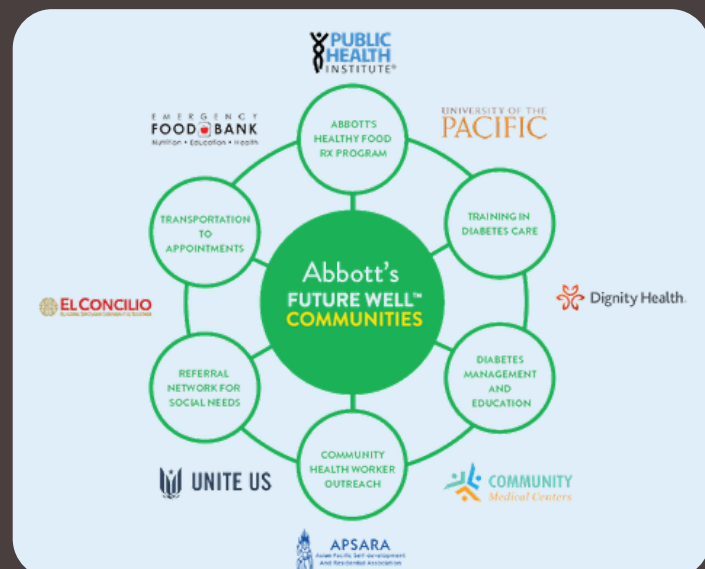 PUBLIC
HEALTH
INSTITUTE®
EMERGENCY
FOOD BANK
Nutrition • Education • Health
UNIVERSITY OF THE
PACIFIC
ABBOTT'S
HEALTHY FOOD
RX PROGRAM
TRANSPORTATION
TO
APPOINTMENTS
TRAINING IN
DIABETES CARE
Abbott's
FUTURE WELL™
COMMUNITIES
EL CONCILIO
Dignity Health
REFERRAL
NETWORK FOR
SOCIAL NEEDS
DIABETES
MANAGEMENT
AND
EDUCATION
COMMUNITY
HEALTH WORKER
OUTREACH
UNITE US
COMMUNITY
Medical Centers
APSARA
Asian Pacific Self-development
And Residential Association